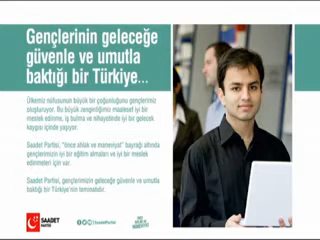 Gençlerinin geleceğe
güvenle ve umutla
baktığı bir Türkiye...
Ülkemiz nüfusunun büyük bir çoğunluğunu gençlerimiz
oluşturuyor. Bu büyük zenginliğimiz maalesef iyi bir
meslek edinme, iş bulma ve nihayetinde iyi bir gelecek
kaygısı içinde yaşıyor.
Saadet Partisi, "önce ahlak ve maneviyat" bayrağı altında
gençlerimizin iyi bir eğitim almaları ve iyi bir meslek
edinmeleri için var.
Saadet Partisi, gençlerimizin geleceğe güvenle ve umutla
baktığı bir Türkiye'nin teminatıdır.
SAADET
PARTİSİ
/SaadetPartisi